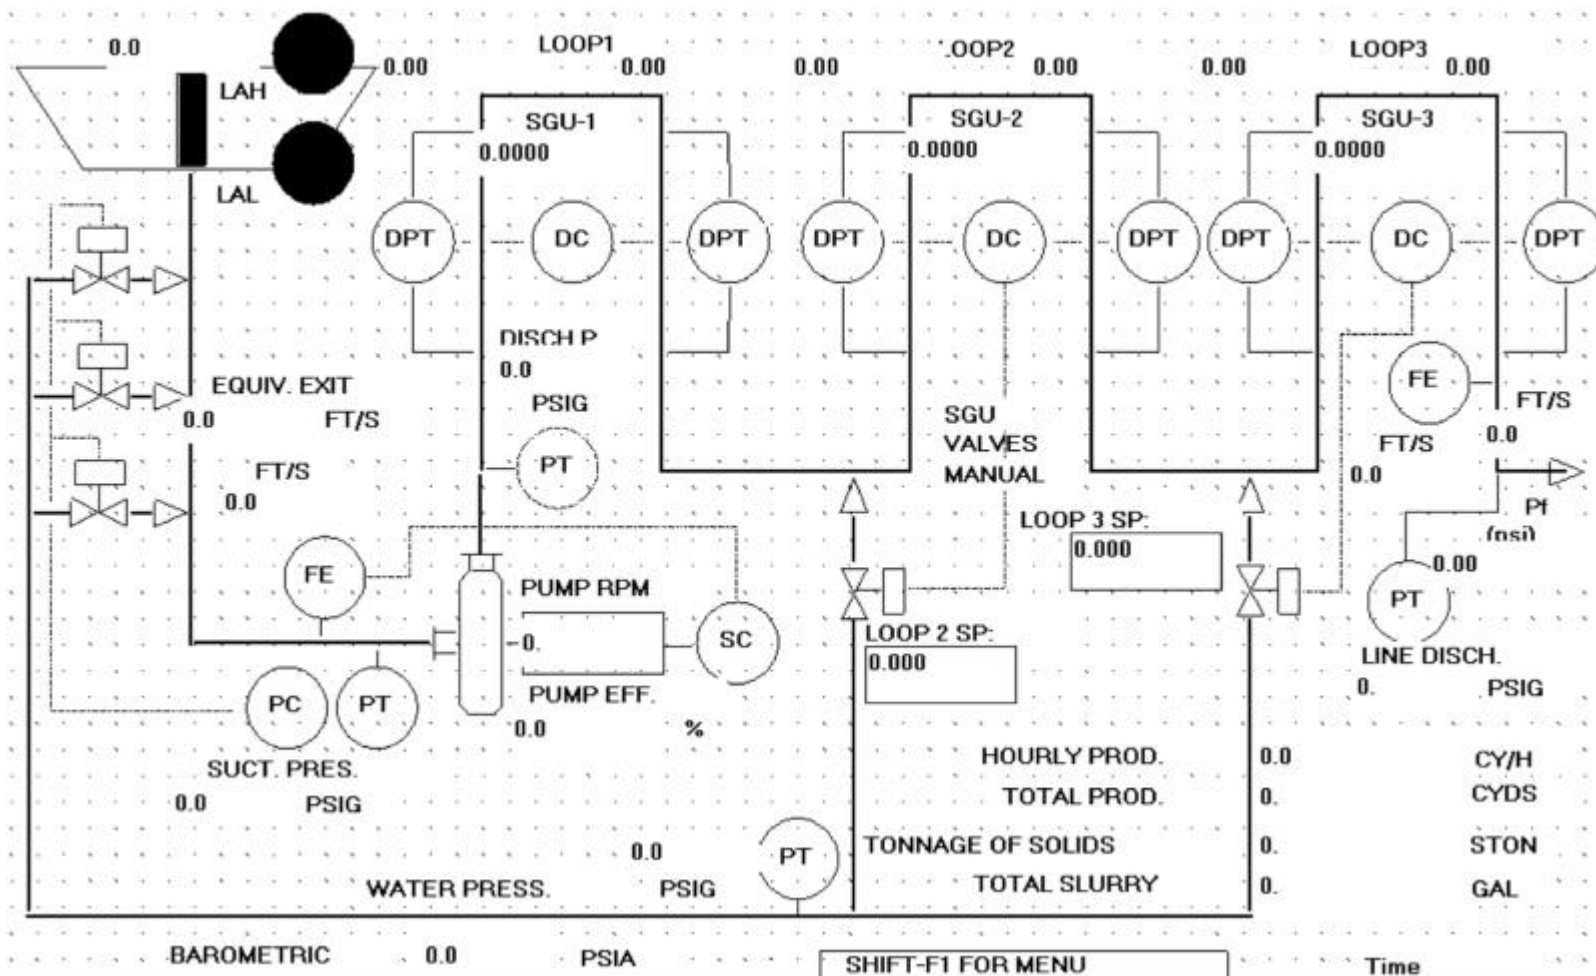 0.0 LOOP1 LOOP2 LOOP3
0.00 0.00 0.00 0.00 0.00 0.00
LAH
SGU-1 SGU-2 SGU-3
0.0000 0.0000 0.0000
LAL
DPT DC DPT DPT DC DPT DPT DC DPT
DISCH P
0.0
PSIG
EQUIV. EXIT
0.0 FT/S
FE
FT/S
0.0
FT/S
0.0
SGU
VALVES
MANUAL
PT
FT/S
0.0
Pf
(psi)
0.00
LOOP 3 SP:
0.000
FE
PUMP RPM
0.
SC
PT
LOOP 2 SP:
0.000
LINE DISCH.
0. PSIG
PUMP EFF.
0.0 %
PC PT
SUCT. PRES.
0.0 PSIG
HOURLY PROD. 0.0 CY/H
TOTAL PROD. 0. CYDS
TONNAGE OF SOLIDS 0. STON
TOTAL SLURRY 0. GAL
PT
0.0
WATER PRESS. PSIG
BAROMETRIC 0.0 PSIA
SHIFT-F1 FOR MENU
Time